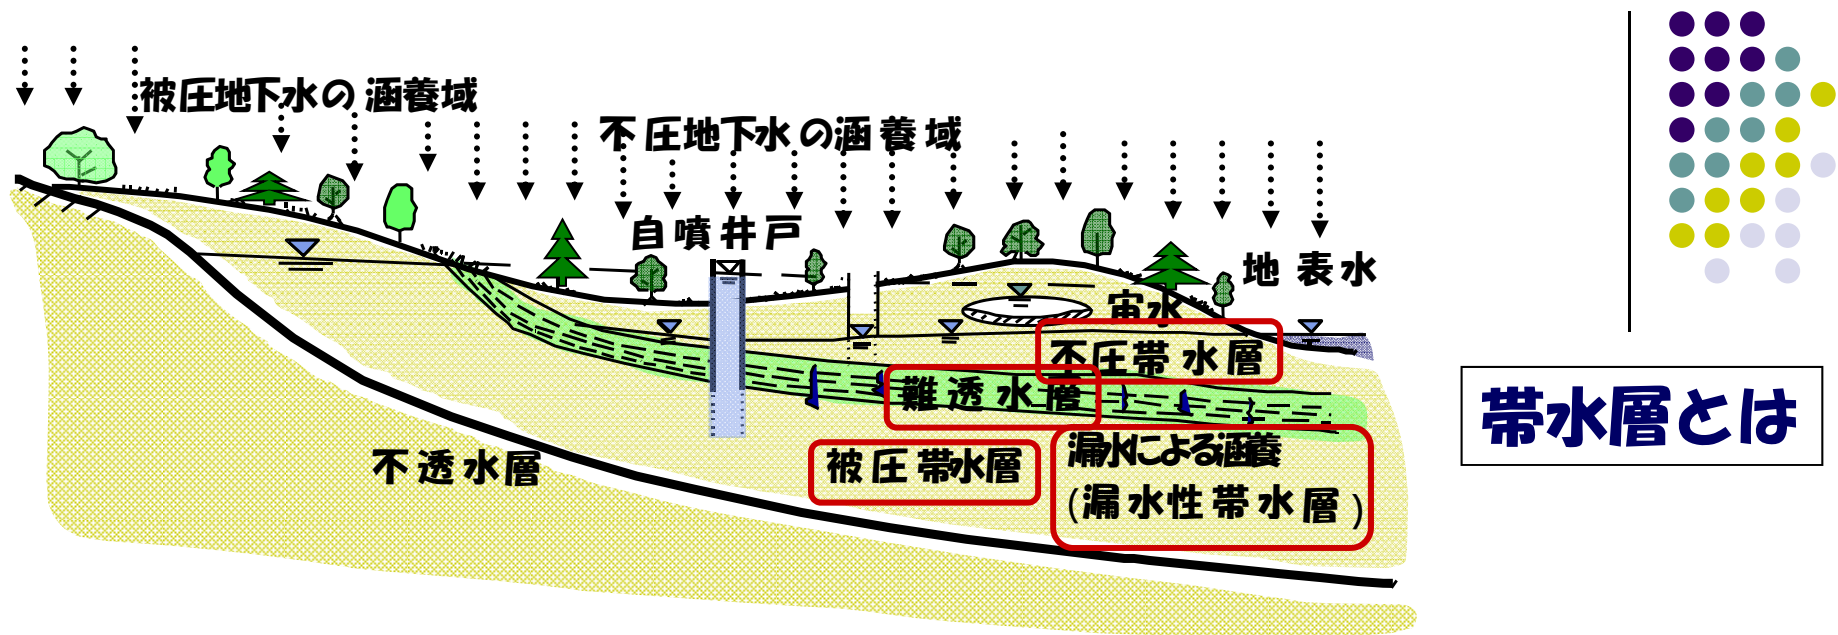 被圧地下水の涵養域
不圧地下水の涵養域
自噴井戸
地表水
宙水
不圧帯水層
難透水層
帯水層とは
漏水による涵養
被圧帯水層
不透水層
(漏水性帯水層)